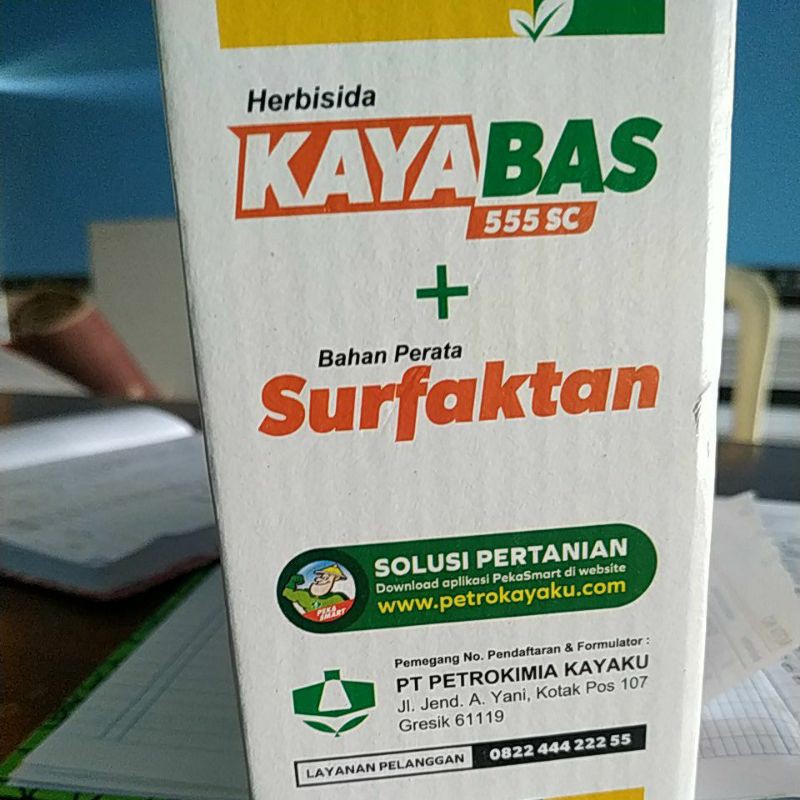 Herbisida
KAYABAS
555 SC
+
Bahan Perata
Surfaktan
SOLUSI PERTANIAN
Download aplikasi PekaSmart di website
www.petrokayaku.com
PEKA
SMART
Pemegang No. Pendaftaran & Formulator :
PT PETROKIMIA KAYAKU
Jl. Jend. A. Yani, Kotak Pos 107
Gresik 61119
LAYANAN PELANGGAN 0822 444 222 55